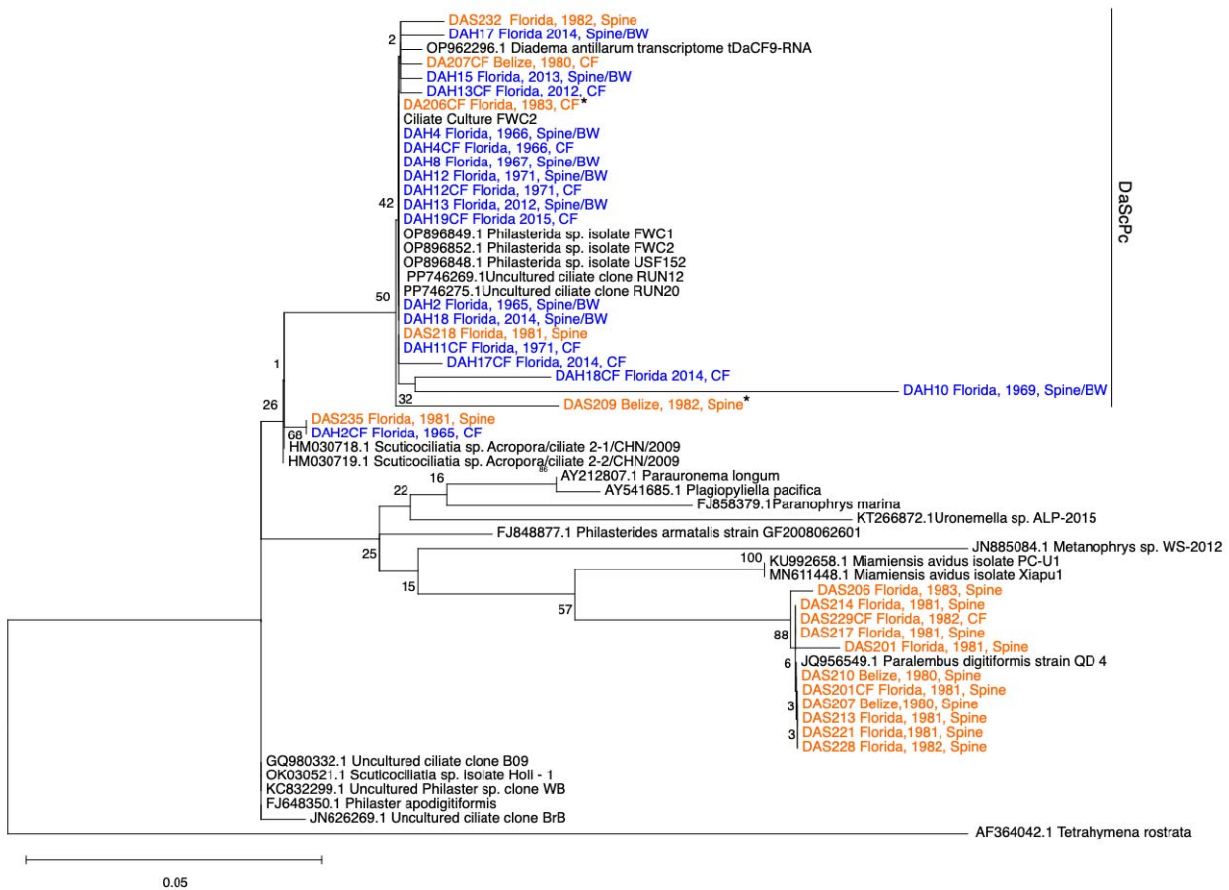 DAS232 Florida, 1982, Spine
2
DAH17 Florida 2014, Spine/BW
OP962296.1 Diadema antillarum transcriptome tDaCF9-RNA
DA207CF Belize, 1980, CF
DAH15 Florida, 2013, Spine/BW
DAH13CF Florida, 2012, CF
DA206CF Florida, 1983, CF*
Ciliate Culture FWC2
DAH4 Florida, 1966, Spine/BW
DAH4CF Florida, 1966, CF
DAH8 Florida, 1967, Spine/BW
DAH12 Florida, 1971, Spine/BW
DAH12CF Florida, 1971, CF
42
DAH13 Florida, 2012, Spine/BW
DaScPc
DAH19CF Florida 2015, CF
OP896849.1 Philasterida sp. isolate FWC1
OP896852.1 Philasterida sp. isolate FWC2
OP896848.1 Philasterida sp. isolate USF152
PP746269.1Uncultured ciliate clone RUN12
PP746275.1Uncultured ciliate clone RUN20
50
DAH2 Florida, 1965, Spine/BW
DAH18 Florida, 2014, Spine/BW
DAS218 Florida, 1981, Spine
DAH11CF Florida, 1971, CF
DAH17CF Florida, 2014, CF
1
DAH18CF Florida 2014, CF
DAH10 Florida, 1969, Spine/BW
32
DAS209 Belize, 1982, Spine*
26
DAS235 Florida, 1981, Spine
68
DAH2CF Florida, 1965, CF
HM030718.1 Scuticociliatia sp. Acropora/ciliate 2-1/CHN/2009
HM030719.1 Scuticociliatia sp. Acropora/ciliate 2-2/CHN/2009
86
16
AY212807.1 Parauronema longum
22
AY541685.1 Plagiopyliella pacifica
FJ858379.1Paranophrys marina
KT266872.1Uronemella sp. ALP-2015
FJ848877.1 Philasterides armatalis strain GF2008062601
25
JN885084.1 Metanophrys sp. WS-2012
100
KU992658.1 Miamiensis avidus isolate PC-U1
MN611448.1 Miamiensis avidus isolate Xiapu1
15
DAS206 Florida, 1983, Spine
57
DAS214 Florida, 1981, Spine
DAS229CF Florida, 1982, CF
88
DAS217 Florida, 1981, Spine
DAS201 Florida, 1981, Spine
6
JQ956549.1 Paralembus digitiformis strain QD 4
DAS210 Belize, 1980, Spine
DAS201CF Florida, 1981, Spine
3
DAS207 Belize,1980, Spine
DAS213 Florida, 1981, Spine
3
DAS221 Florida,1981, Spine
DAS228 Florida, 1982, Spine
GQ980332.1 Uncultured ciliate clone B09
OK030521.1 Scuticociliatia sp. isolate Holi - 1
KC832299.1 Uncultured Philaster sp. clone WB
FJ648350.1 Philaster apodigitiformis
JN626269.1 Uncultured ciliate clone BrB
AF364042.1 Tetrahymena rostrata
0.05